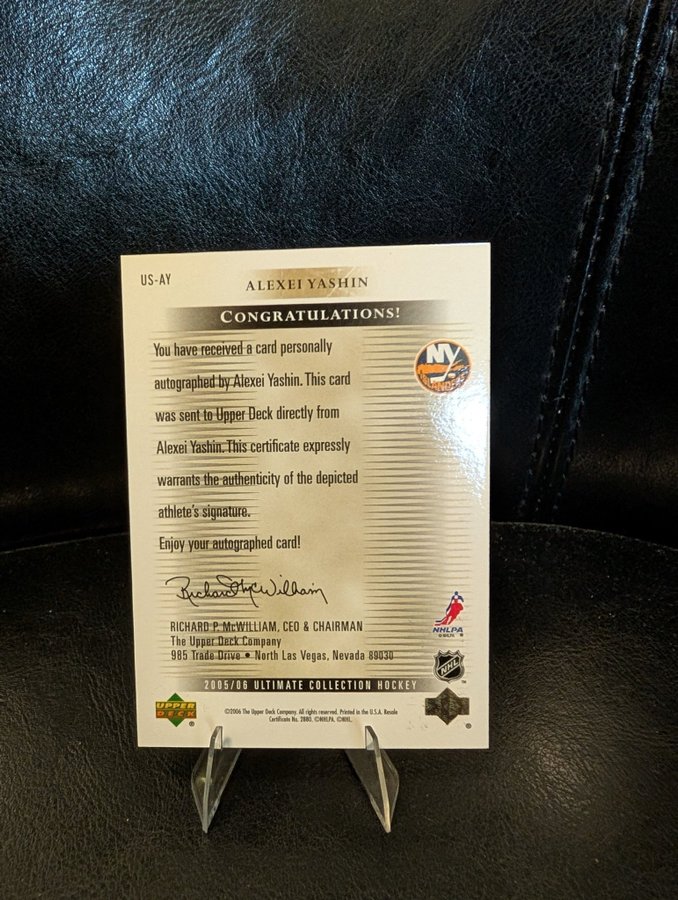 US-AY
ALEXEI YASHIN
CONGRATULATIONS!
You have received a card personally
autographed by Alexei Yashin. This card
was sent to Upper Deck directly from
Alexei Yashin. This certificate expressly
warrants the authenticity of the depicted
athlete's signature.
Enjoy your autographed card!
NY
ISLANDERS
Richard McWilliam
RICHARD P. McWILLIAM, CEO & CHAIRMAN
The Upper Deck Company
985 Trade Drive • North Las Vegas, Nevada 89030
NHLPA
NHL
2005/06 ULTIMATE COLLECTION HOCKEY
UPPER
DECK
©2006 The Upper Deck Company. All rights reserved. Printed in the U.S.A. Resale
Certificate No. 2880. ©NHLPA. ©NHL.